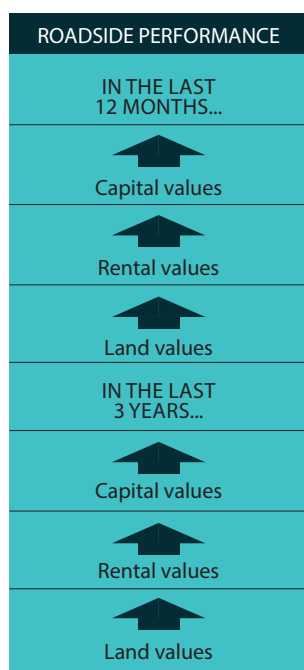 ROADSIDE PERFORMANCE
IN THE LAST
12 MONTHS...
Capital values
Rental values
Land values
IN THE LAST
3 YEARS...
Capital values
Rental values
Land values